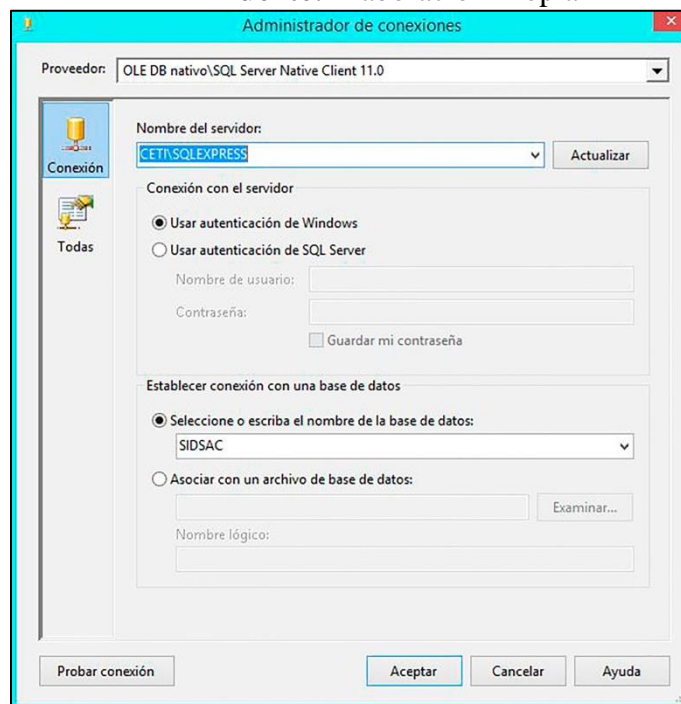 Administrador de conexiones
Proveedor: OLE DB nativo\SQL Server Native Client 11.0
Conexión
Todas
Nombre del servidor:
CETI\SQLEXPRESS Actualizar
Conexión con el servidor
Usar autenticación de Windows
Usar autenticación de SQL Server
Nombre de usuario:
Contraseña:
Guardar mi contraseña
Establecer conexión con una base de datos
Seleccione o escriba el nombre de la base de datos:
SIDSAC
Asociar con un archivo de base de datos:
Examinar...
Nombre lógico:
Probar conexión Aceptar Cancelar Ayuda